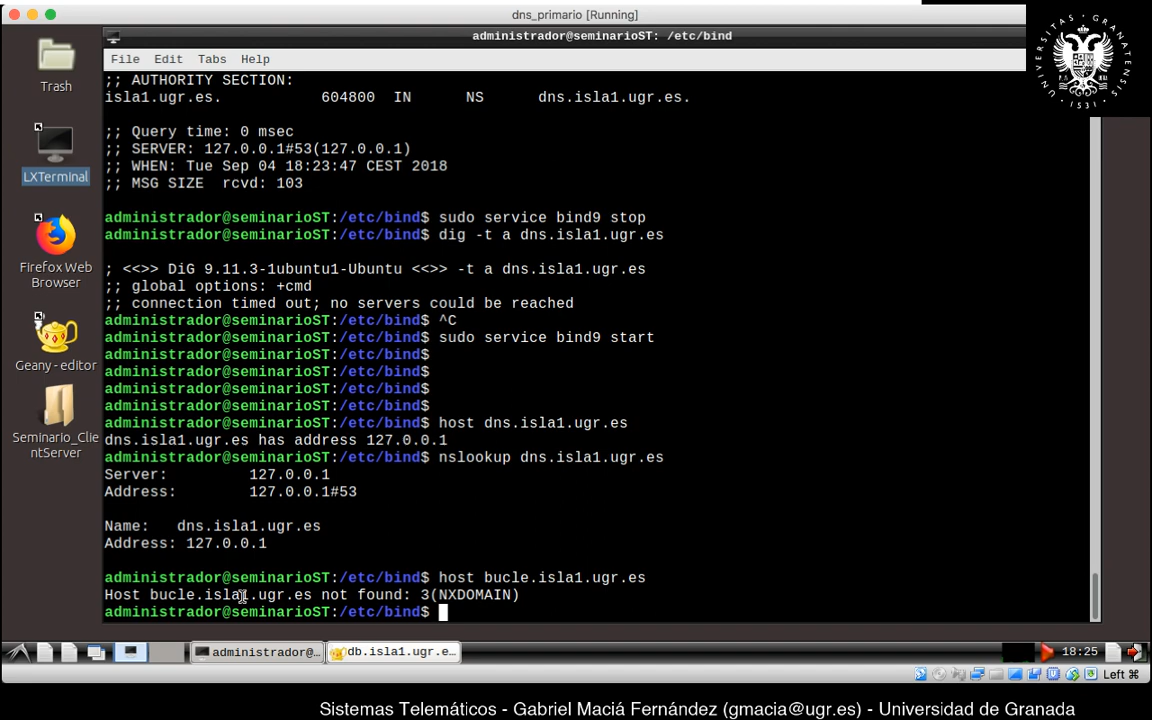 dns_primario [Running]
administrador@seminarioST: /etc/bind
File Edit Tabs Help
;; AUTHORITY SECTION:
isla1.ugr.es. 604800 IN NS dns.isla1.ugr.es.
;; Query time: 0 msec
;; SERVER: 127.0.0.1#53(127.0.0.1)
;; WHEN: Tue Sep 04 18:23:47 CEST 2018
;; MSG SIZE rcvd: 103
administrador@seminarioST:/etc/bind$ sudo service bind9 stop
administrador@seminarioST:/etc/bind$ dig -t a dns.isla1.ugr.es
; <<>> DiG 9.11.3-1ubuntu1-Ubuntu <<>> -t a dns.isla1.ugr.es
;; global options: +cmd
;; connection timed out; no servers could be reached
administrador@seminarioST:/etc/bind$ ^C
administrador@seminarioST:/etc/bind$ sudo service bind9 start
administrador@seminarioST:/etc/bind$
administrador@seminarioST:/etc/bind$
administrador@seminarioST:/etc/bind$
administrador@seminarioST:/etc/bind$
administrador@seminarioST:/etc/bind$ host dns.isla1.ugr.es
dns.isla1.ugr.es has address 127.0.0.1
administrador@seminarioST:/etc/bind$ nslookup dns.isla1.ugr.es
Server: 127.0.0.1
Address: 127.0.0.1#53
Name: dns.isla1.ugr.es
Address: 127.0.0.1
administrador@seminarioST:/etc/bind$ host bucle.isla1.ugr.es
Host bucle.isla1.ugr.es not found: 3(NXDOMAIN)
administrador@seminarioST:/etc/bind$
Trash
LXTerminal
Firefox Web
Browser
Geany - editor
Seminario_Clie
ntServer
UNIVERSITAS GRANATENSIS 1531
administrador@...
db.isla1.ugr.e...
18:25
Left ⌘
Sistemas Telemáticos - Gabriel Maciá Fernández (gmacia@ugr.es) - Universidad de Granada